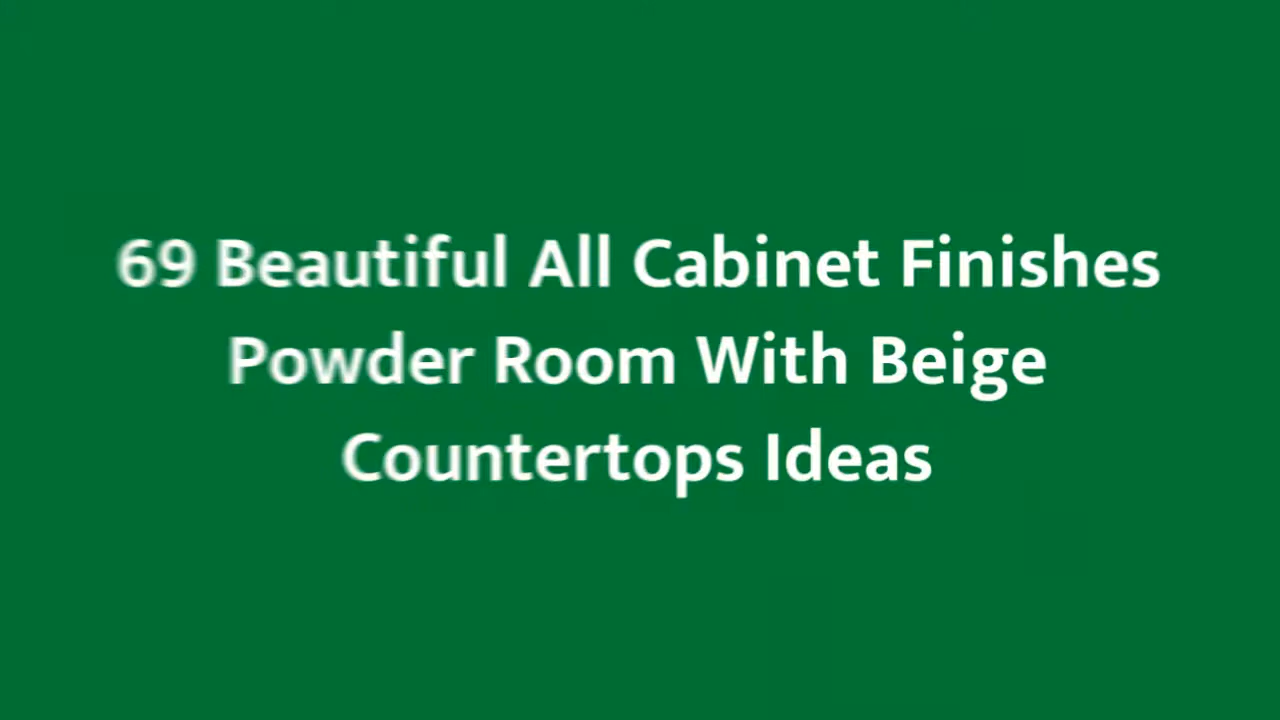 69 Beautiful All Cabinet Finishes
Powder Room With Beige
Countertops Ideas